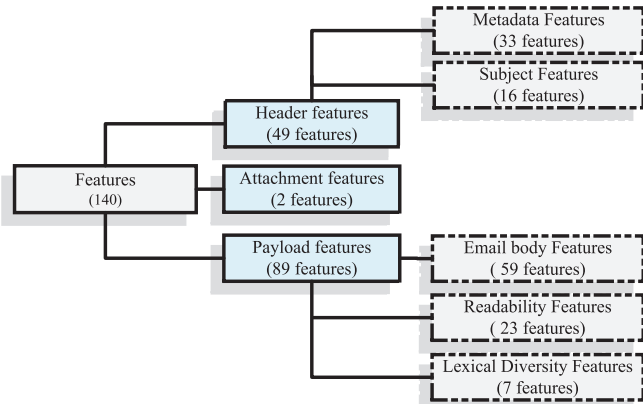 Metadata Features
(33 features)
Subject Features
(16 features)
Header features
(49 features)
Features
(140)
Attachment features
(2 features)
Payload features
(89 features)
Email body Features
( 59 features)
Readability Features
( 23 features)
Lexical Diversity Features
(7 features)